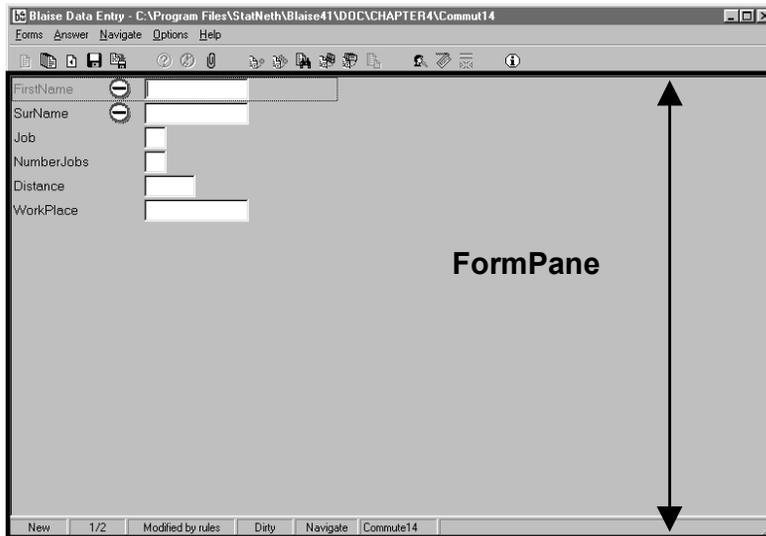 Blaise Data Entry - C:\Program Files\StatNeth\Blaise41\DOC\CHAPTER4\Commut14
Forms Answer Navigate Options Help
FirstName
SurName
Job
NumberJobs
Distance
WorkPlace
FormPane
New 1/2 Modified by rules Dirty Navigate Commute14